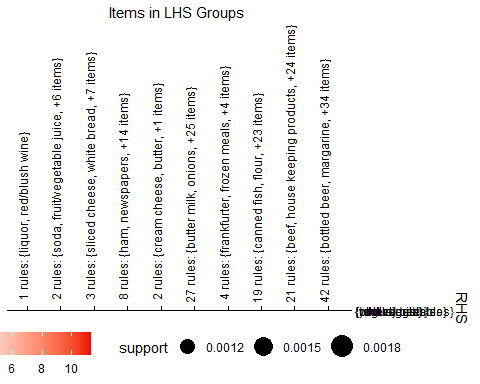 Items in LHS Groups
1 rules: {liquor, red/blush wine}
2 rules: {soda, fruit/vegetable juice, +6 items}
3 rules: {sliced cheese, white bread, +7 items}
8 rules: {ham, newspapers, +14 items}
2 rules: {cream cheese, butter, +1 items}
27 rules: {butter milk, onions, +25 items}
4 rules: {frankfurter, frozen meals, +4 items}
19 rules: {canned fish, flour, +23 items}
21 rules: {beef, house keeping products, +24 items}
42 rules: {bottled beer, margarine, +34 items}
RHS
6 8 10
support 0.0012 0.0015 0.0018